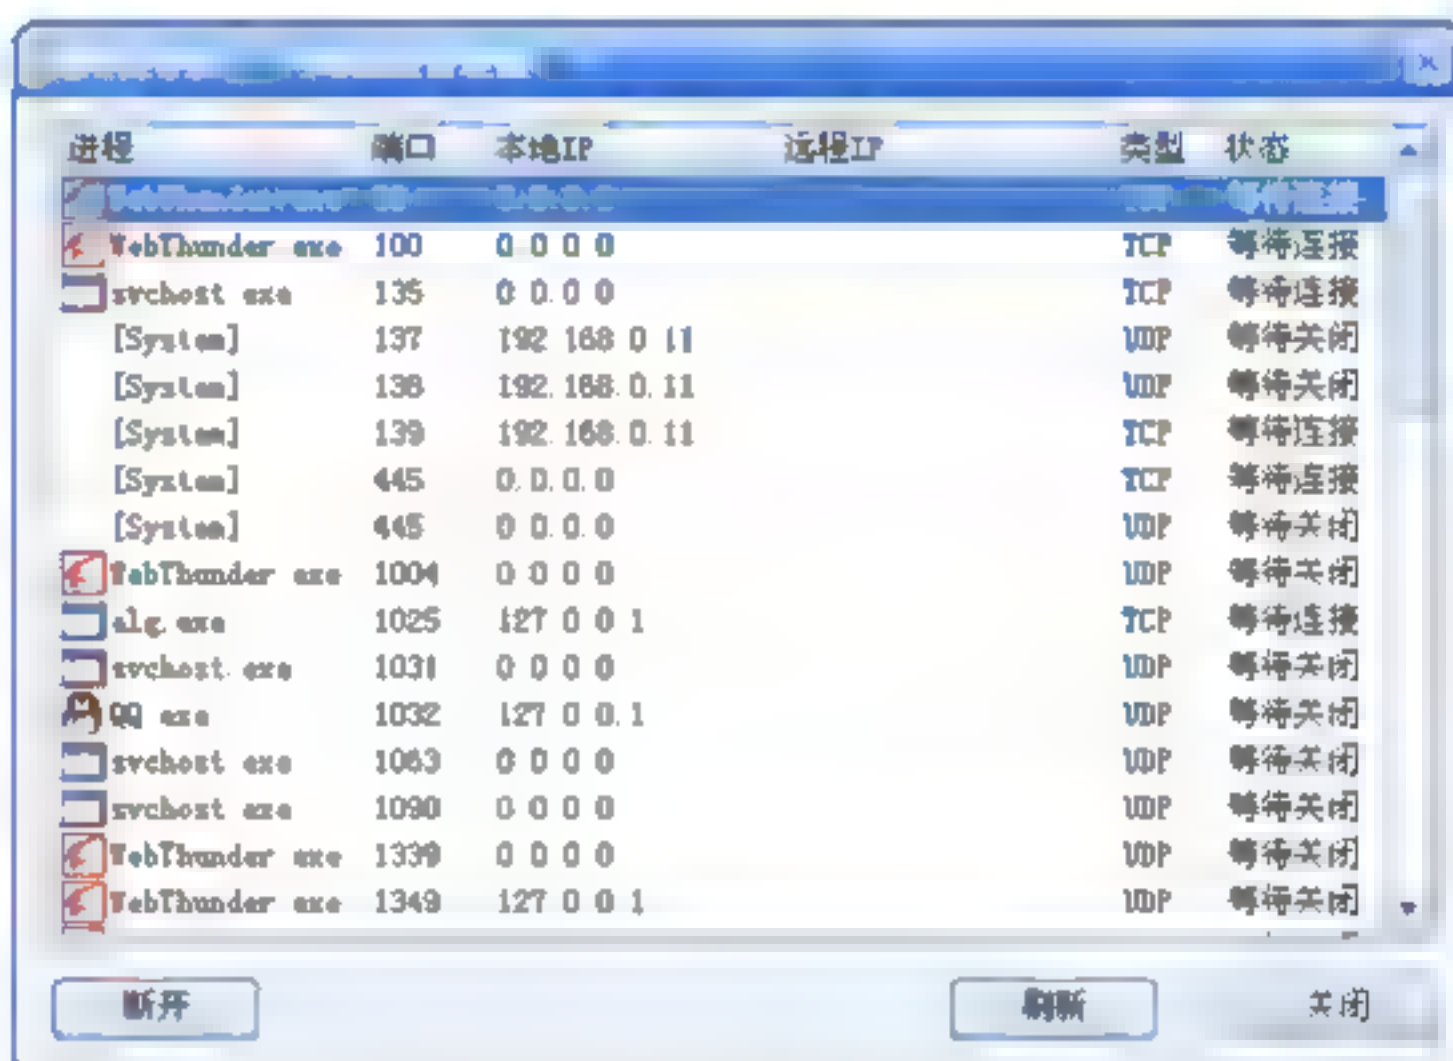 进程 端口 本地IP 远程IP 类型 状态
WebThunder exe 100 0 0 0 0 TCP 等待连接
svchost exe 135 0 0.0 0 TCP 等待连接
[System] 137 192 168 0 11 UDP 等待关闭
[System] 138 192.168.0.11 UDP 等待关闭
[System] 139 192.168.0.11 TCP 等待连接
[System] 445 0.0.0.0 TCP 等待连接
[System] 445 0 0.0.0 UDP 等待关闭
WebThunder exe 1004 0 0 0 0 UDP 等待关闭
alg.exe 1025 127 0 0 1 TCP 等待连接
svchost.exe 1031 0 0 0 0 UDP 等待关闭
QQ exe 1032 127 0 0.1 UDP 等待关闭
svchost exe 1063 0 0 0 0 UDP 等待关闭
svchost exe 1090 0 0 0 0 UDP 等待关闭
WebThunder exe 1339 0 0 0 0 UDP 等待关闭
WebThunder exe 1349 127 0 0 1 UDP 等待关闭
断开 刷新 关闭